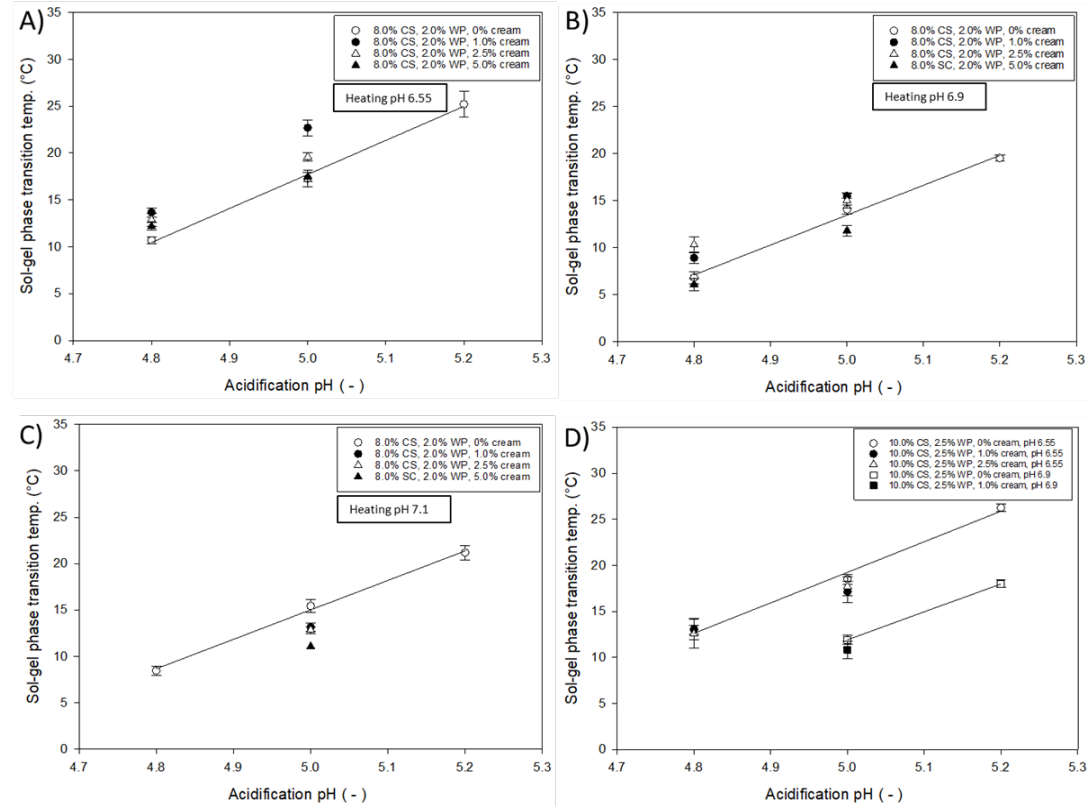 A)
35
30
25
20
15
10
5
0
Sol-gel phase transition temp. (°C)
8.0% CS, 2.0% WP, 0% cream
8.0% CS, 2.0% WP, 1.0% cream
8.0% CS, 2.0% WP, 2.5% cream
8.0% CS, 2.0% WP, 5.0% cream
Heating pH 6.55
4.7 4.8 4.9 5.0 5.1 5.2 5.3
Acidification pH ( - )
B)
35
30
25
20
15
10
5
0
Sol-gel phase transition temp. (°C)
8.0% CS, 2.0% WP, 0% cream
8.0% CS, 2.0% WP, 1.0% cream
8.0% CS, 2.0% WP, 2.5% cream
8.0% SC, 2.0% WP, 5.0% cream
Heating pH 6.9
4.7 4.8 4.9 5.0 5.1 5.2 5.3
Acidification pH ( - )
C)
35
30
25
20
15
10
5
0
Sol-gel phase transition temp. (°C)
8.0% CS, 2.0% WP, 0% cream
8.0% CS, 2.0% WP, 1.0% cream
8.0% CS, 2.0% WP, 2.5% cream
8.0% SC, 2.0% WP, 5.0% cream
Heating pH 7.1
4.7 4.8 4.9 5.0 5.1 5.2 5.3
Acidification pH ( - )
D)
35
30
25
20
15
10
5
0
Sol-gel phase transition temp. (°C)
10.0% CS, 2.5% WP, 0% cream, pH 6.55
10.0% CS, 2.5% WP, 1.0% cream, pH 6.55
10.0% CS, 2.5% WP, 2.5% cream, pH 6.55
10.0% CS, 2.5% WP, 0% cream, pH 6.9
10.0% CS, 2.5% WP, 1.0% cream, pH 6.9
4.7 4.8 4.9 5.0 5.1 5.2 5.3
Acidification pH ( - )